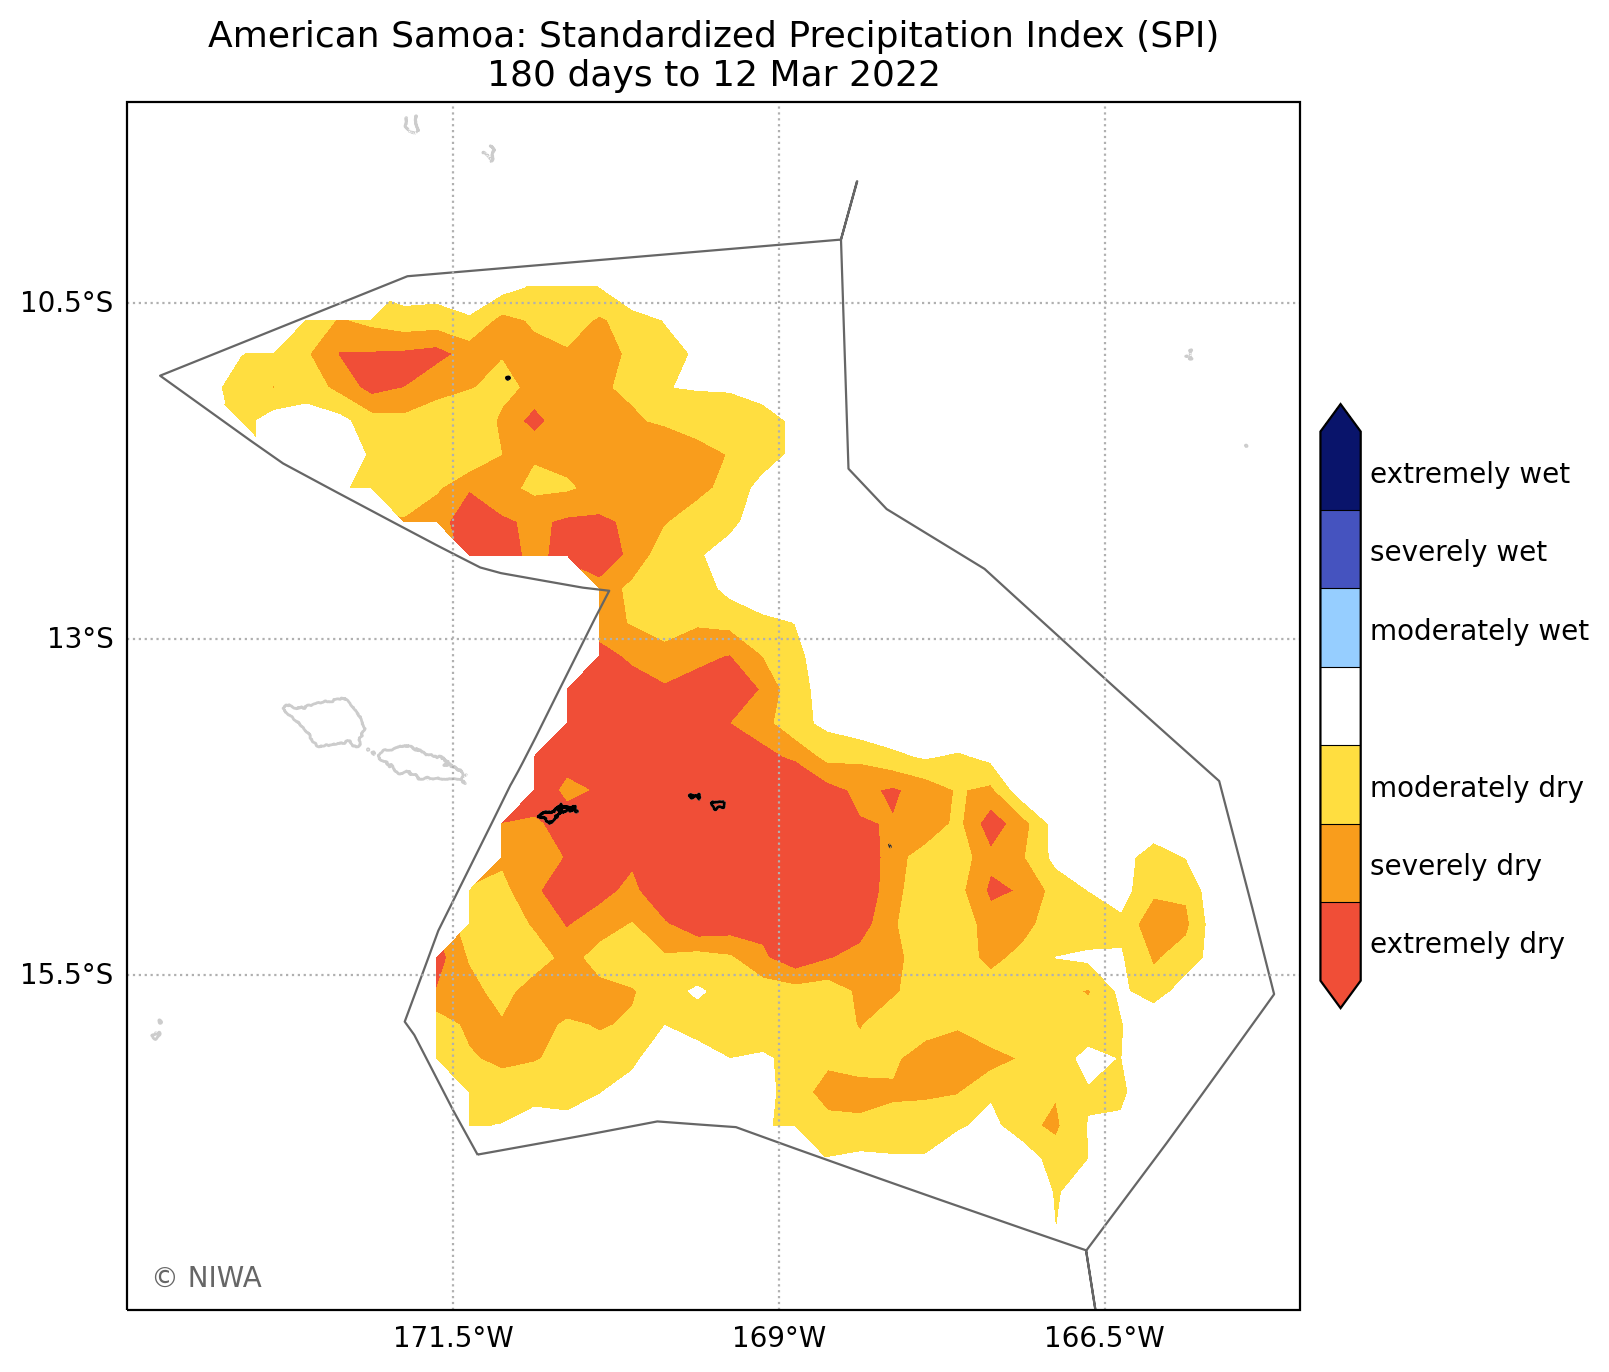 American Samoa: Standardized Precipitation Index (SPI)
180 days to 12 Mar 2022
10.5°S
13°S
15.5°S
171.5°W
169°W
166.5°W
extremely wet
severely wet
moderately wet
moderately dry
severely dry
extremely dry
© NIWA